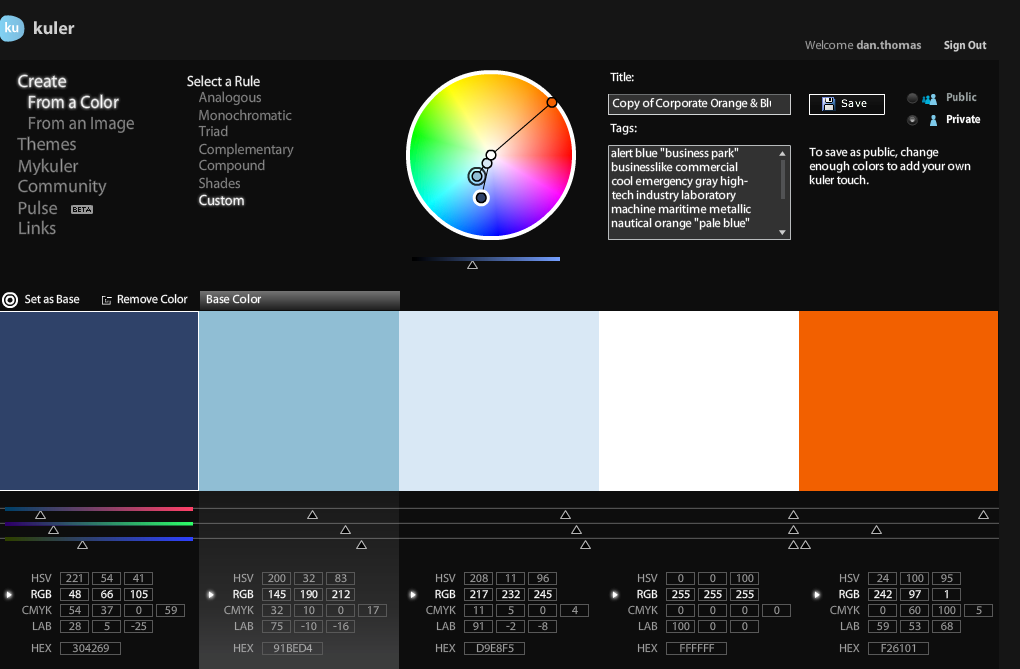 ku kuler
Welcome dan.thomas Sign Out
Create
From a Color
From an Image
Themes
Mykuler
Community
Pulse BETA
Links
Select a Rule
Analogous
Monochromatic
Triad
Complementary
Compound
Shades
Custom
Title:
Copy of Corporate Orange & Blu
Save
Public
Private
Tags:
alert blue "business park"
businesslike commercial
cool emergency gray high-
tech industry laboratory
machine maritime metallic
nautical orange "pale blue"
To save as public, change
enough colors to add your own
kuler touch.
Set as Base Remove Color Base Color
HSV 221 54 41 HSV 200 32 83 HSV 208 11 96 HSV 0 0 100 HSV 24 100 95
RGB 48 66 105 RGB 145 190 212 RGB 217 232 245 RGB 255 255 255 RGB 242 97 1
CMYK 54 37 0 59 CMYK 32 10 0 17 CMYK 11 5 0 4 CMYK 0 0 0 0 CMYK 0 60 100 5
LAB 28 5 -25 LAB 75 -10 -16 LAB 91 -2 -8 LAB 100 0 0 LAB 59 53 68
HEX 304269 HEX 91BED4 HEX D9E8F5 HEX FFFFFF HEX F26101